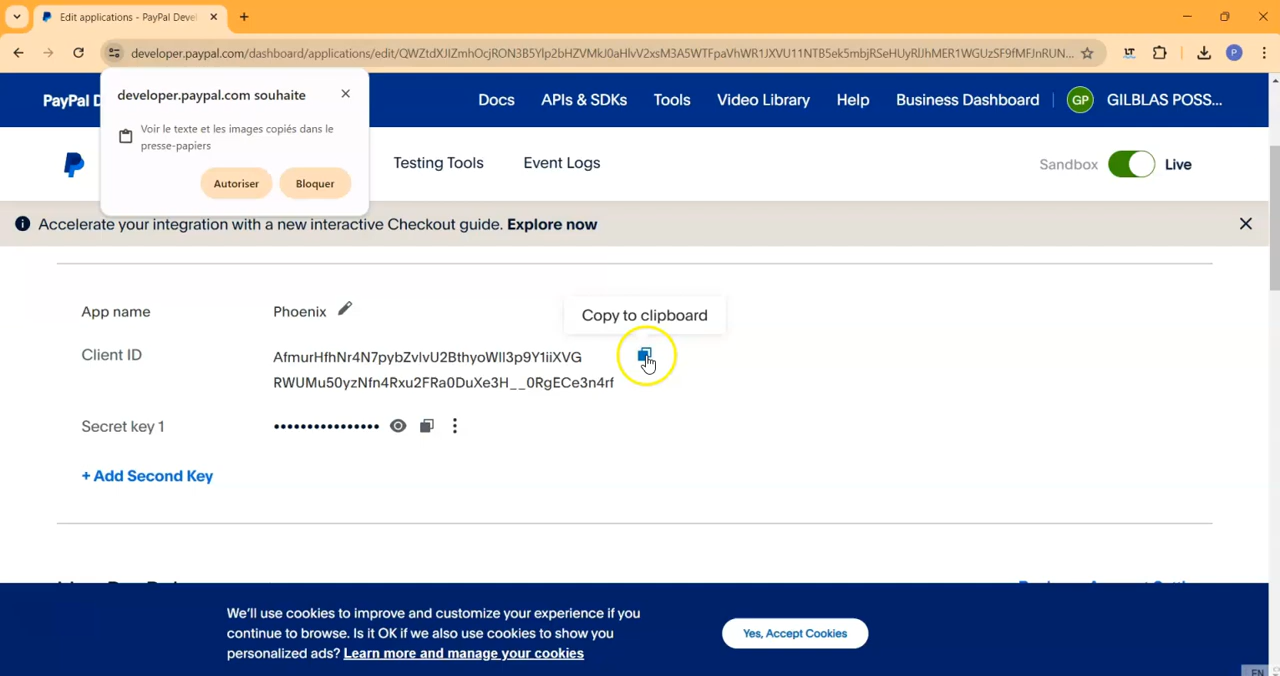 Edit applications - PayPal Devel
developer.paypal.com/dashboard/applications/edit/
developer.paypal.com souhaite
Voir le texte et les images copiés dans le
presse-papiers
Autoriser
Bloquer
PayPal D
Docs
APIs & SDKs
Tools
Video Library
Help
Business Dashboard
GP
GILBLAS POSS...
Testing Tools
Event Logs
Sandbox
Live
Accelerate your integration with a new interactive Checkout guide. Explore now
App name
Phoenix
Copy to clipboard
Client ID
Secret key 1
••••••••••••••••
+ Add Second Key
We'll use cookies to improve and customize your experience if you
continue to browse. Is it OK if we also use cookies to show you
personalized ads? Learn more and manage your cookies
Yes, Accept Cookies
EN